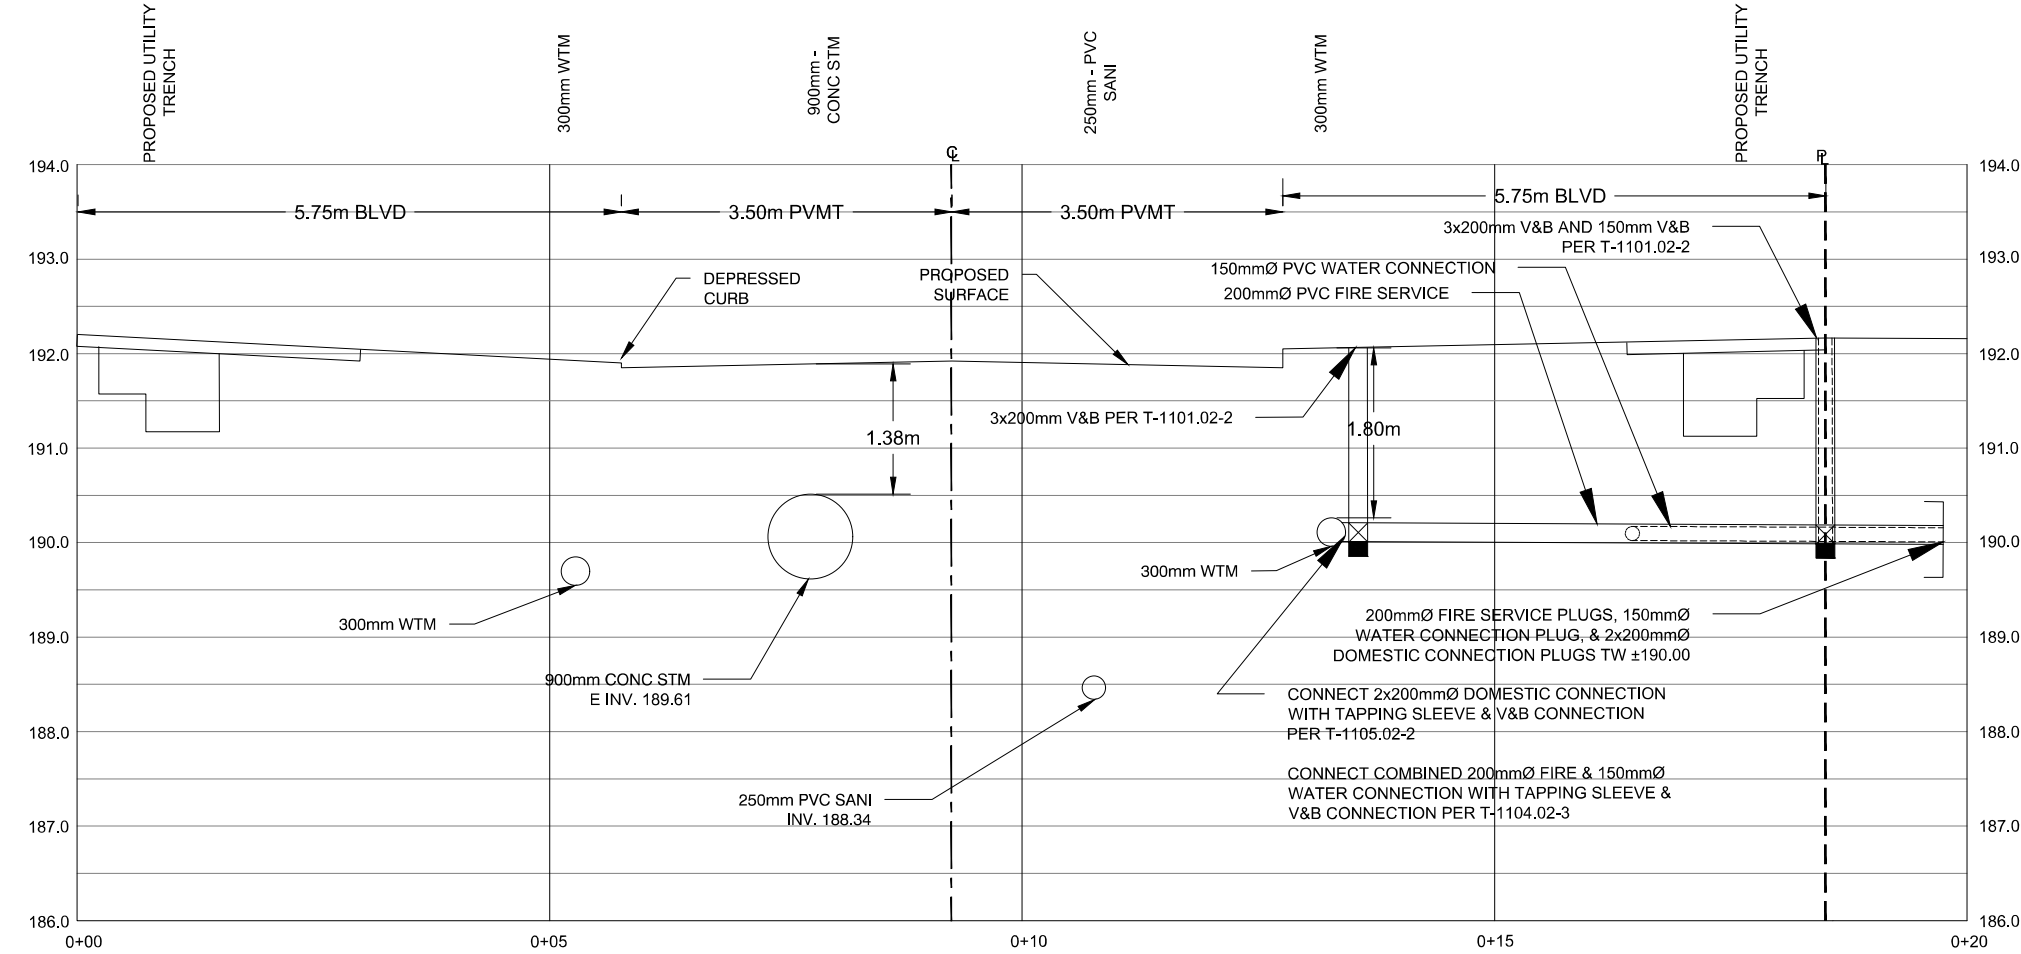 PROPOSED UTILITY
TRENCH
300mm WTM
900mm -
CONC STM
250mm - PVC
SANI
300mm WTM
PROPOSED UTILITY
TRENCH
CL
PL
194.0
194.0
5.75m BLVD
3.50m PVMT
3.50m PVMT
5.75m BLVD
3x200mm V&B AND 150mm V&B
PER T-1101.02-2
193.0
193.0
DEPRESSED
CURB
PROPOSED
SURFACE
150mmØ PVC WATER CONNECTION
200mmØ PVC FIRE SERVICE
192.0
192.0
3x200mm V&B PER T-1101.02-2
1.38m
1.80m
191.0
191.0
190.0
190.0
300mm WTM
300mm WTM
189.0
189.0
200mmØ FIRE SERVICE PLUGS, 150mmØ
WATER CONNECTION PLUG, & 2x200mmØ
DOMESTIC CONNECTION PLUGS TW ±190.00
900mm CONC STM
E INV. 189.61
CONNECT 2x200mmØ DOMESTIC CONNECTION
WITH TAPPING SLEEVE & V&B CONNECTION
PER T-1105.02-2
188.0
188.0
CONNECT COMBINED 200mmØ FIRE & 150mmØ
WATER CONNECTION WITH TAPPING SLEEVE &
V&B CONNECTION PER T-1104.02-3
250mm PVC SANI
INV. 188.34
187.0
187.0
186.0
186.0
0+00
0+05
0+10
0+15
0+20